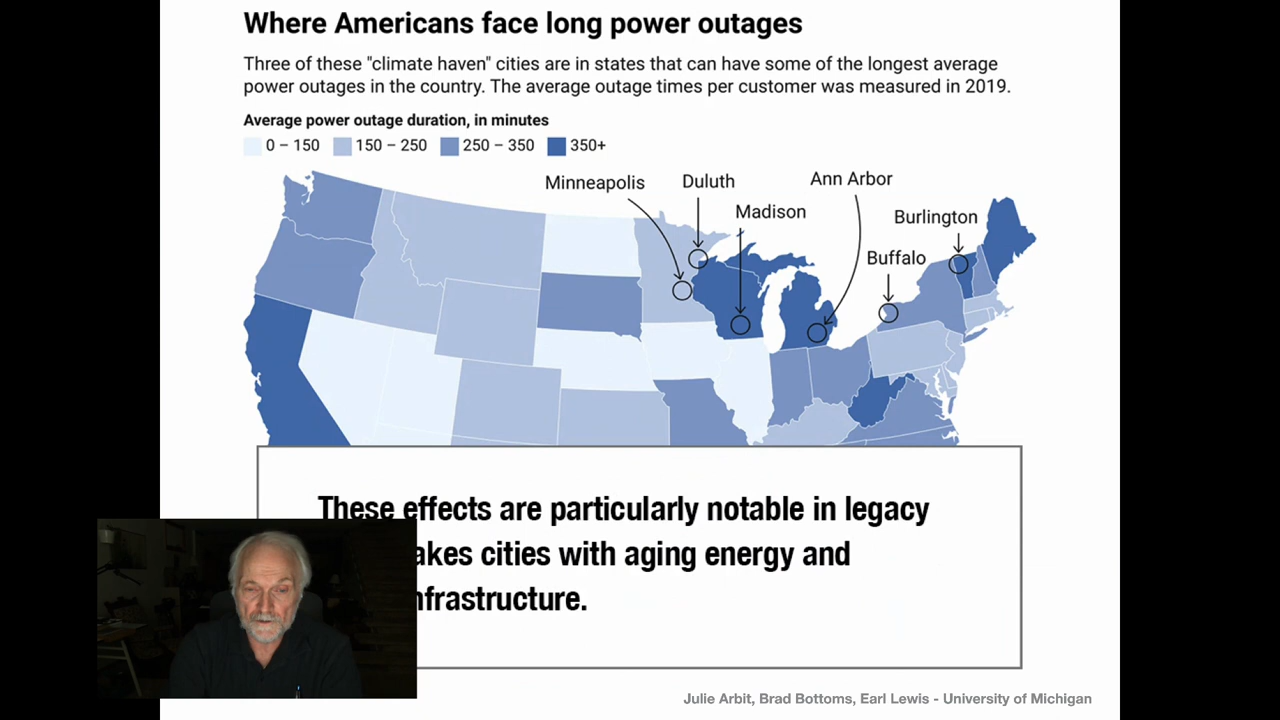 Where Americans face long power outages
Three of these "climate haven" cities are in states that can have some of the longest average
power outages in the country. The average outage times per customer was measured in 2019.
Average power outage duration, in minutes
0 – 150 150 – 250 250 – 350 350+
Minneapolis
Duluth
Ann Arbor
Madison
Burlington
Buffalo
These effects are particularly notable in legacy
akes cities with aging energy and
nfrastructure.
Julie Arbit, Brad Bottoms, Earl Lewis - University of Michigan